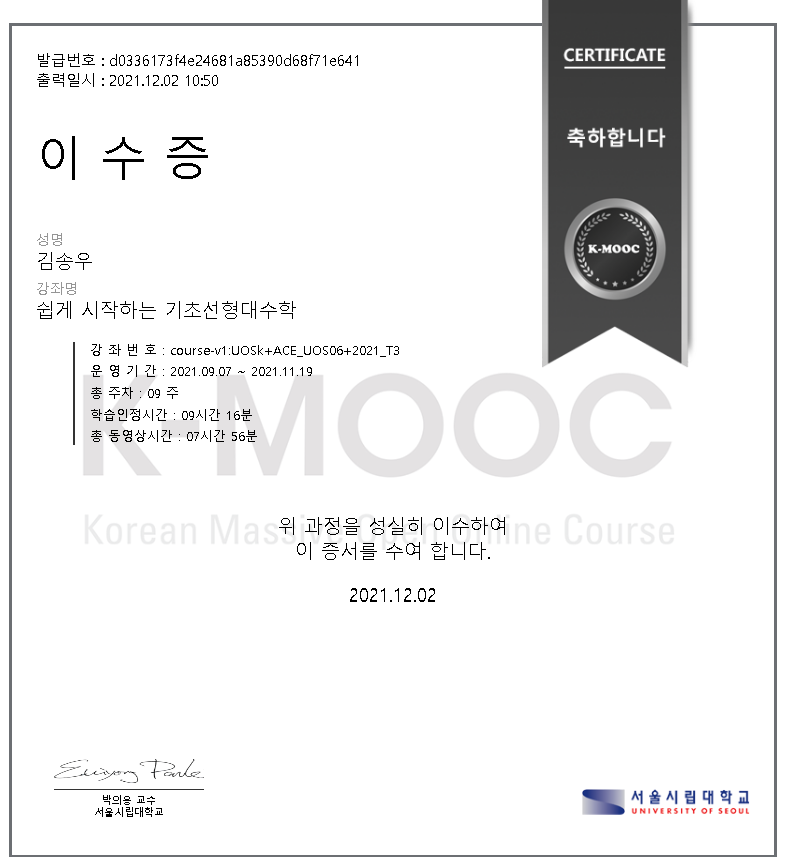 발급번호 : d0336173f4e24681a85390d68f71e641
출력일시 : 2021.12.02 10:50
CERTIFICATE
축하합니다
K-MOOC
이 수 증
성명
김송우
강좌명
쉽게 시작하는 기초선형대수학
강 좌 번 호 : course-v1:UOSk+ACE_UOS06+2021_T3
운 영 기 간 : 2021.09.07 ~ 2021.11.19
총 주차 : 09 주
학습인정시간 : 09시간 16분
총 동영상시간 : 07시간 56분
K-MOOC
Korean Massive Open Online Course
위 과정을 성실히 이수하여
이 증서를 수여 합니다.
2021.12.02
Euiyong Park
박의용 교수
서울시립대학교
서울시립대학교
UNIVERSITY OF SEOUL